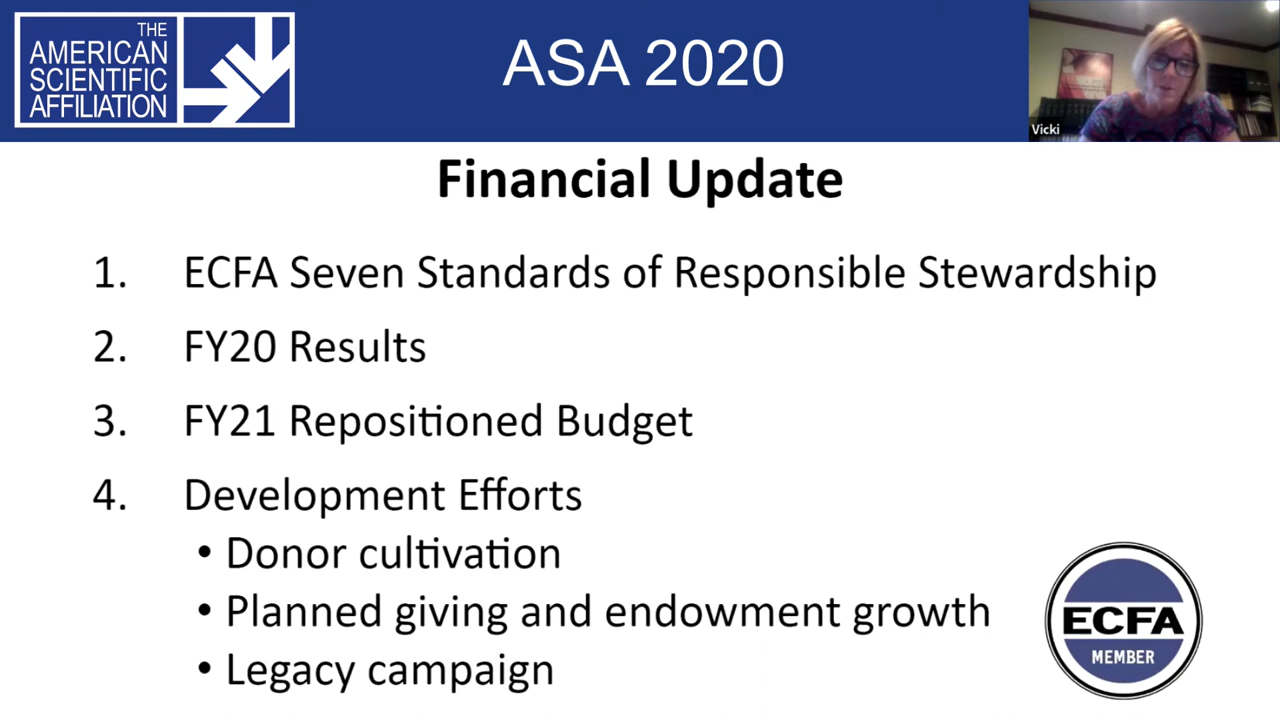 THE
AMERICAN
SCIENTIFIC
AFFILIATION
ASA 2020
Vicki
Financial Update
1. ECFA Seven Standards of Responsible Stewardship
2. FY20 Results
3. FY21 Repositioned Budget
4. Development Efforts
• Donor cultivation
• Planned giving and endowment growth
• Legacy campaign
ECFA
MEMBER